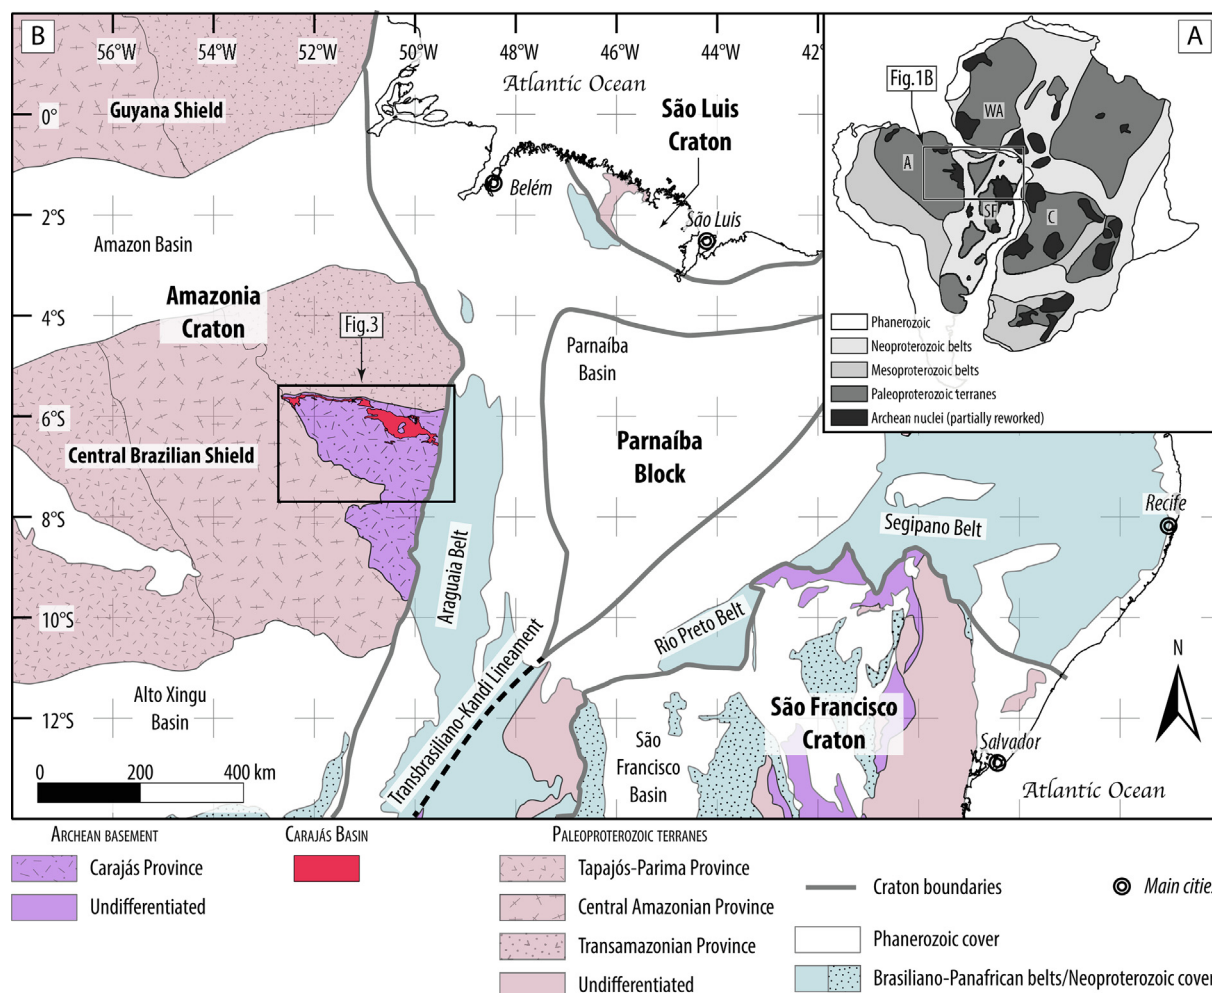 B
56°W
54°W
52°W
50°W
48°W
46°W
44°W
42
A
Atlantic Ocean
Guyana Shield
0°
São Luis
Craton
Belém
São Luis
2°S
Amazon Basin
Fig.1B
WA
A
SF
C
Phanerozoic
Neoproterozoic belts
Mesoproterozoic belts
Paleoproterozoic terranes
Archean nuclei (partially reworked)
Amazonia
Craton
4°S
Fig.3
Parnaíba
Basin
6°S
Central Brazilian Shield
Parnaíba
Block
8°S
Segipano Belt
Recife
Araguaia Belt
10°S
Rio Preto Belt
Transbrasiliano-Kandi Lineament
N
Alto Xingu
Basin
12°S
São Francisco
Craton
São
Francisco
Basin
Salvador
Atlantic Ocean
0 200 400 km
Archean basement
Carajás Province
Undifferentiated
Carajás Basin
Paleoproterozoic terranes
Tapajós-Parima Province
Central Amazonian Province
Transamazonian Province
Undifferentiated
Craton boundaries
Main cities
Phanerozoic cover
Brasiliano-Panafrican belts/Neoproterozoic cover